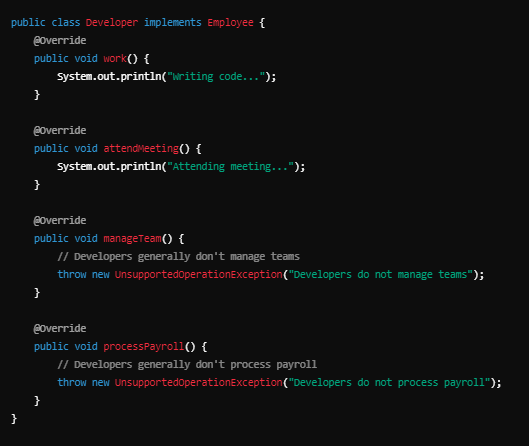 public class Developer implements Employee {
    @Override
    public void work() {
        System.out.println("Writing code...");
    }

    @Override
    public void attendMeeting() {
        System.out.println("Attending meeting...");
    }

    @Override
    public void manageTeam() {
        // Developers generally don't manage teams
        throw new UnsupportedOperationException("Developers do not manage teams");
    }

    @Override
    public void processPayroll() {
        // Developers generally don't process payroll
        throw new UnsupportedOperationException("Developers do not process payroll");
    }
}